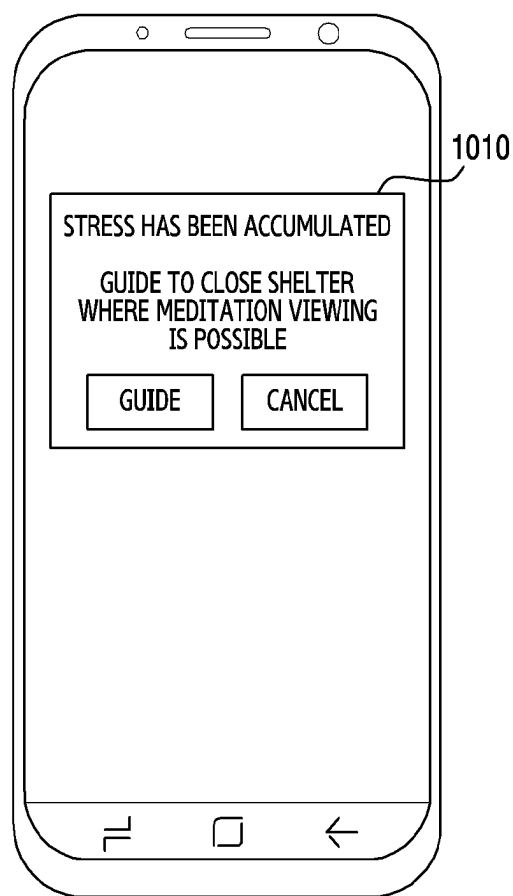 1010
STRESS HAS BEEN ACCUMULATED
GUIDE TO CLOSE SHELTER
WHERE MEDITATION VIEWING
IS POSSIBLE
GUIDE
CANCEL